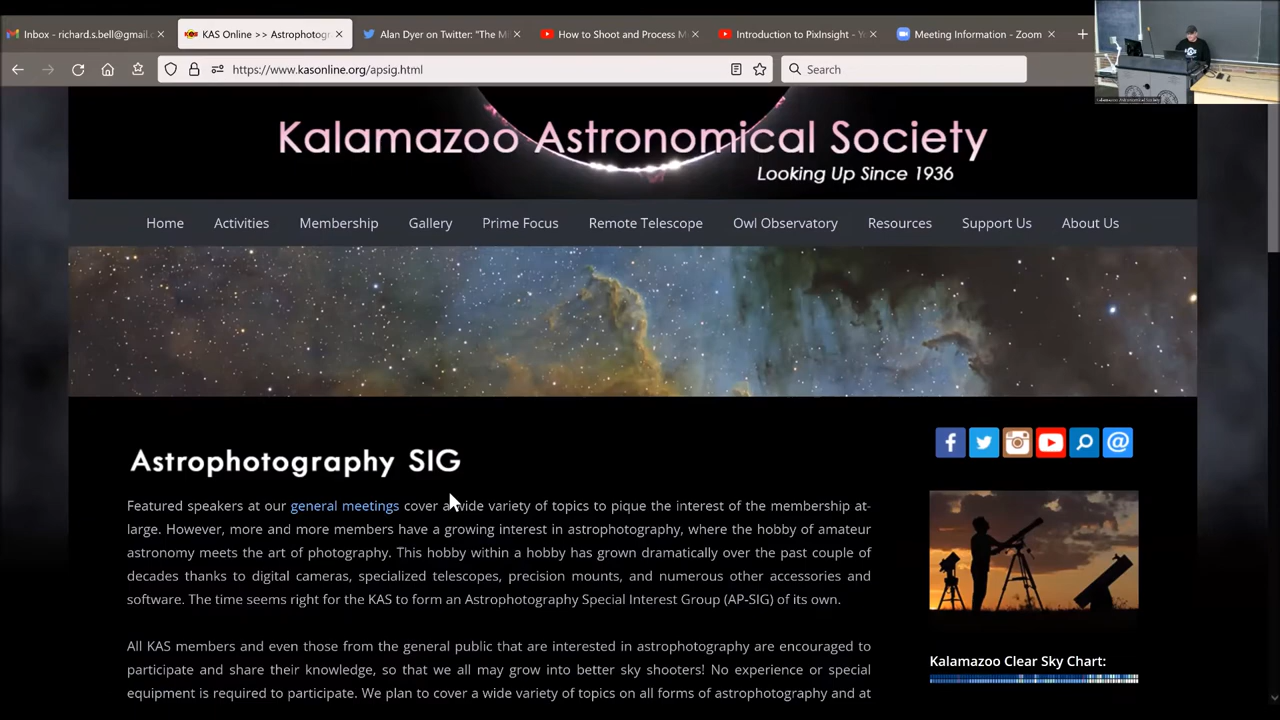 Inbox - richard.s.bell@gmail.
KAS Online >> Astrophotogr
Alan Dyer on Twitter: "The M
How to Shoot and Process M
Introduction to PixInsight - Yo
Meeting Information - Zoom
https://www.kasonline.org/apsig.html
Search
Kalamazoo Astronomical Society
Kalamazoo Astronomical Society
Looking Up Since 1936
Home Activities Membership Gallery Prime Focus Remote Telescope Owl Observatory Resources Support Us About Us
Astrophotography SIG
Featured speakers at our general meetings cover a wide variety of topics to pique the interest of the membership at-
large. However, more and more members have a growing interest in astrophotography, where the hobby of amateur
astronomy meets the art of photography. This hobby within a hobby has grown dramatically over the past couple of
decades thanks to digital cameras, specialized telescopes, precision mounts, and numerous other accessories and
software. The time seems right for the KAS to form an Astrophotography Special Interest Group (AP-SIG) of its own.
All KAS members and even those from the general public that are interested in astrophotography are encouraged to
participate and share their knowledge, so that we all may grow into better sky shooters! No experience or special
equipment is required to participate. We plan to cover a wide variety of topics on all forms of astrophotography and at
Kalamazoo Clear Sky Chart: